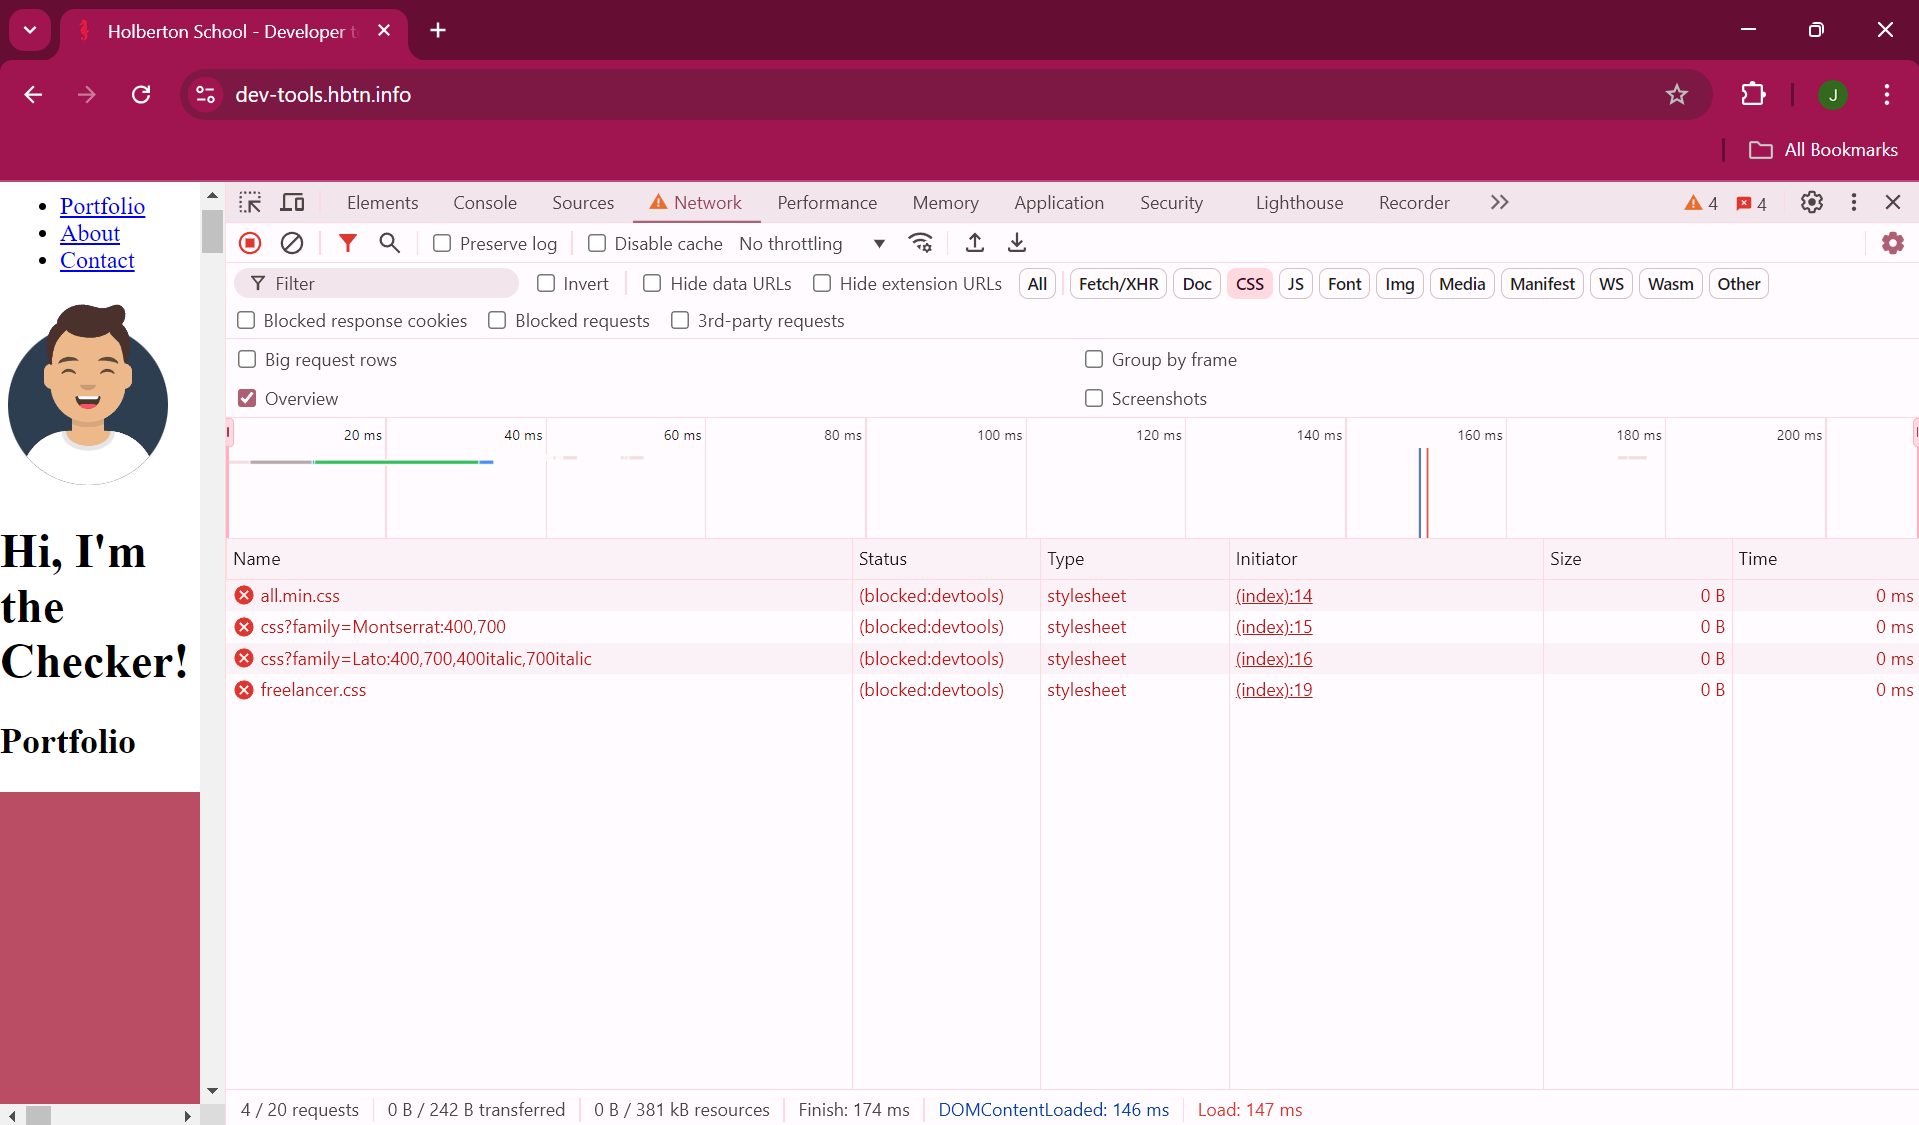 Holberton School - Developer t
dev-tools.hbtn.info
J
All Bookmarks
Portfolio
About
Contact
Hi, I'm
the
Checker!
Portfolio
Elements Console Sources Network Performance Memory Application Security Lighthouse Recorder 4 4
Preserve log Disable cache No throttling
Filter Invert Hide data URLs Hide extension URLs All Fetch/XHR Doc CSS JS Font Img Media Manifest WS Wasm Other
Blocked response cookies Blocked requests 3rd-party requests
Big request rows Group by frame
Overview Screenshots
20 ms 40 ms 60 ms 80 ms 100 ms 120 ms 140 ms 160 ms 180 ms 200 ms
Name Status Type Initiator Size Time
all.min.css (blocked:devtools) stylesheet (index):14 0 B 0 ms
css?family=Montserrat:400,700 (blocked:devtools) stylesheet (index):15 0 B 0 ms
css?family=Lato:400,700,400italic,700italic (blocked:devtools) stylesheet (index):16 0 B 0 ms
freelancer.css (blocked:devtools) stylesheet (index):19 0 B 0 ms
4 / 20 requests 0 B / 242 B transferred 0 B / 381 kB resources Finish: 174 ms DOMContentLoaded: 146 ms Load: 147 ms